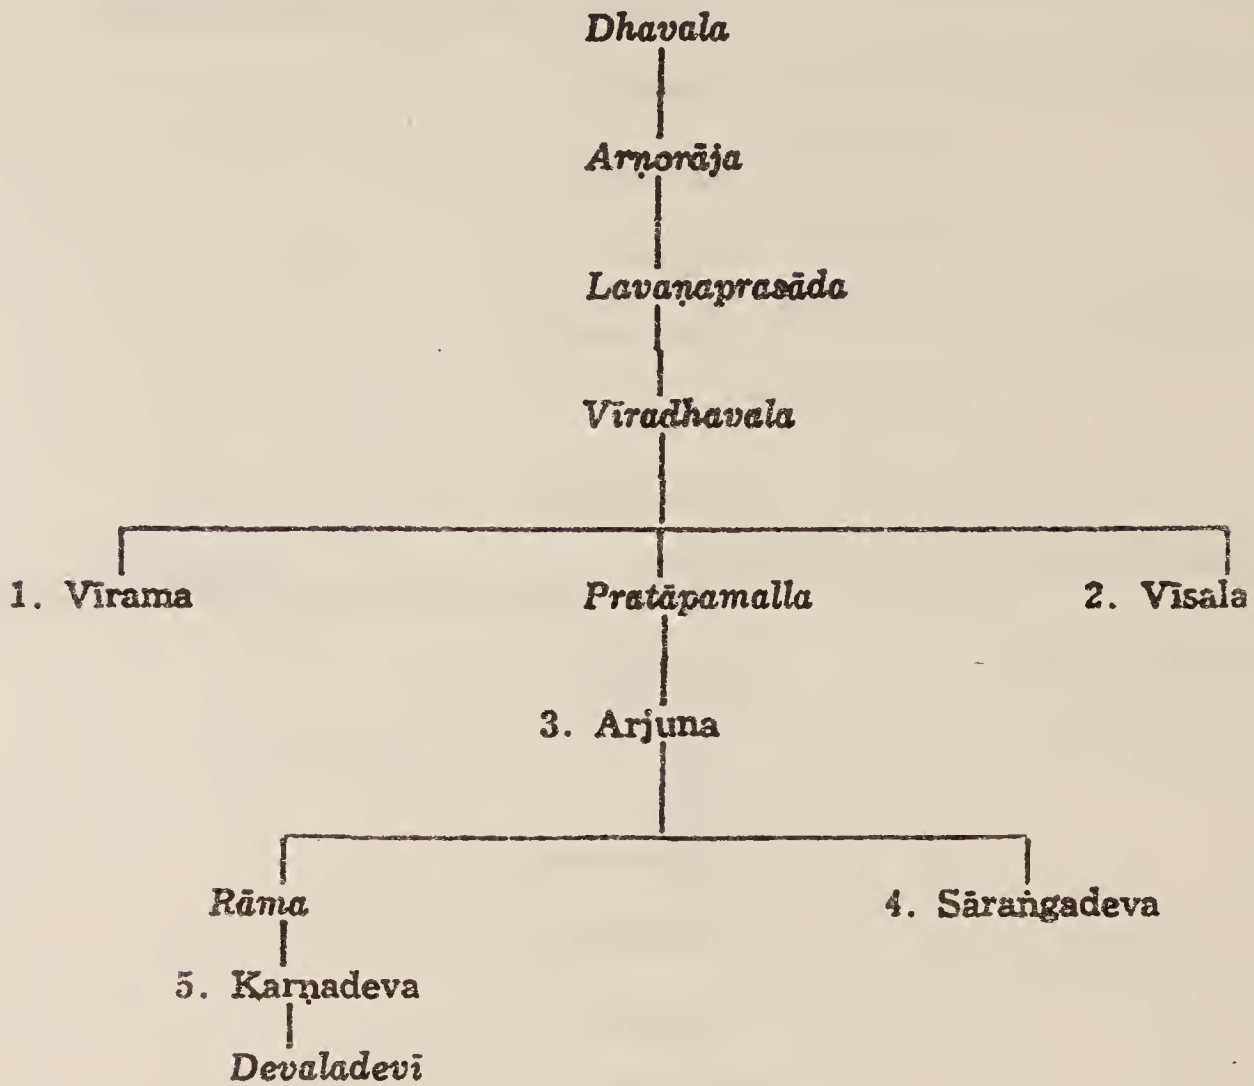 Dhavala
Arṇorāja
Lavaṇaprasāda
Vīradhavala
1. Vīrama Pratāpamalla 2. Vīsala
3. Arjuna
Rāma 4. Sāraṅgadeva
5. Karṇadeva
Devaladevī